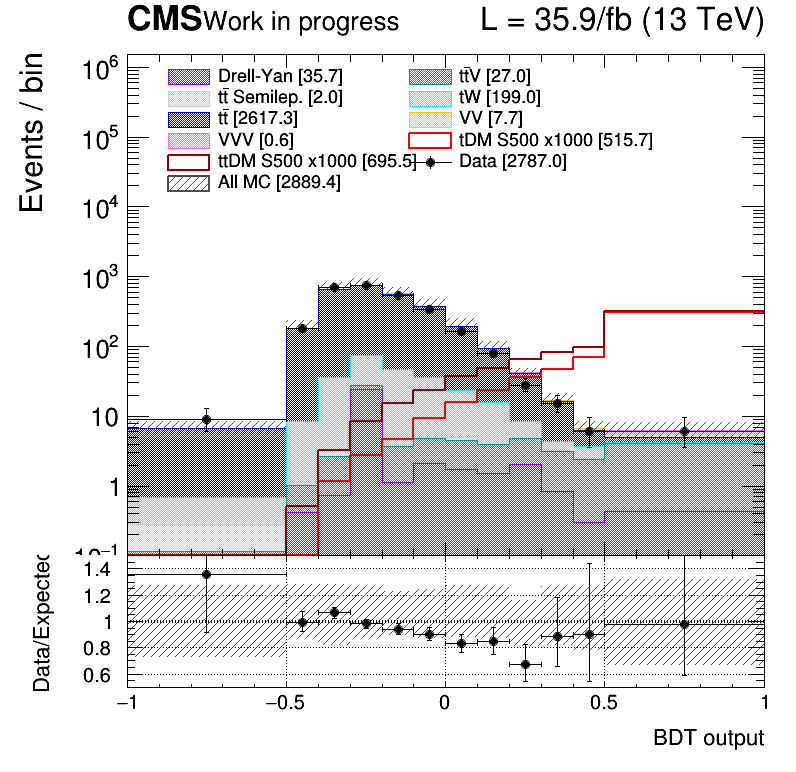 CMS Work in progress L = 35.9/fb (13 TeV)
Events / bin
10⁶
10⁵
10⁴
10³
10²
10
1
10⁻¹
Drell-Yan [35.7]
tt̄V [27.0]
tt̄ Semilep. [2.0]
tW [199.0]
tt̄ [2617.3]
VV [7.7]
VVV [0.6]
tDM S500 x1000 [515.7]
ttDM S500 x1000 [695.5]
Data [2787.0]
All MC [2889.4]
Data/Expected
1.4
1.2
1
0.8
0.6
−1 −0.5 0 0.5 1
BDT output